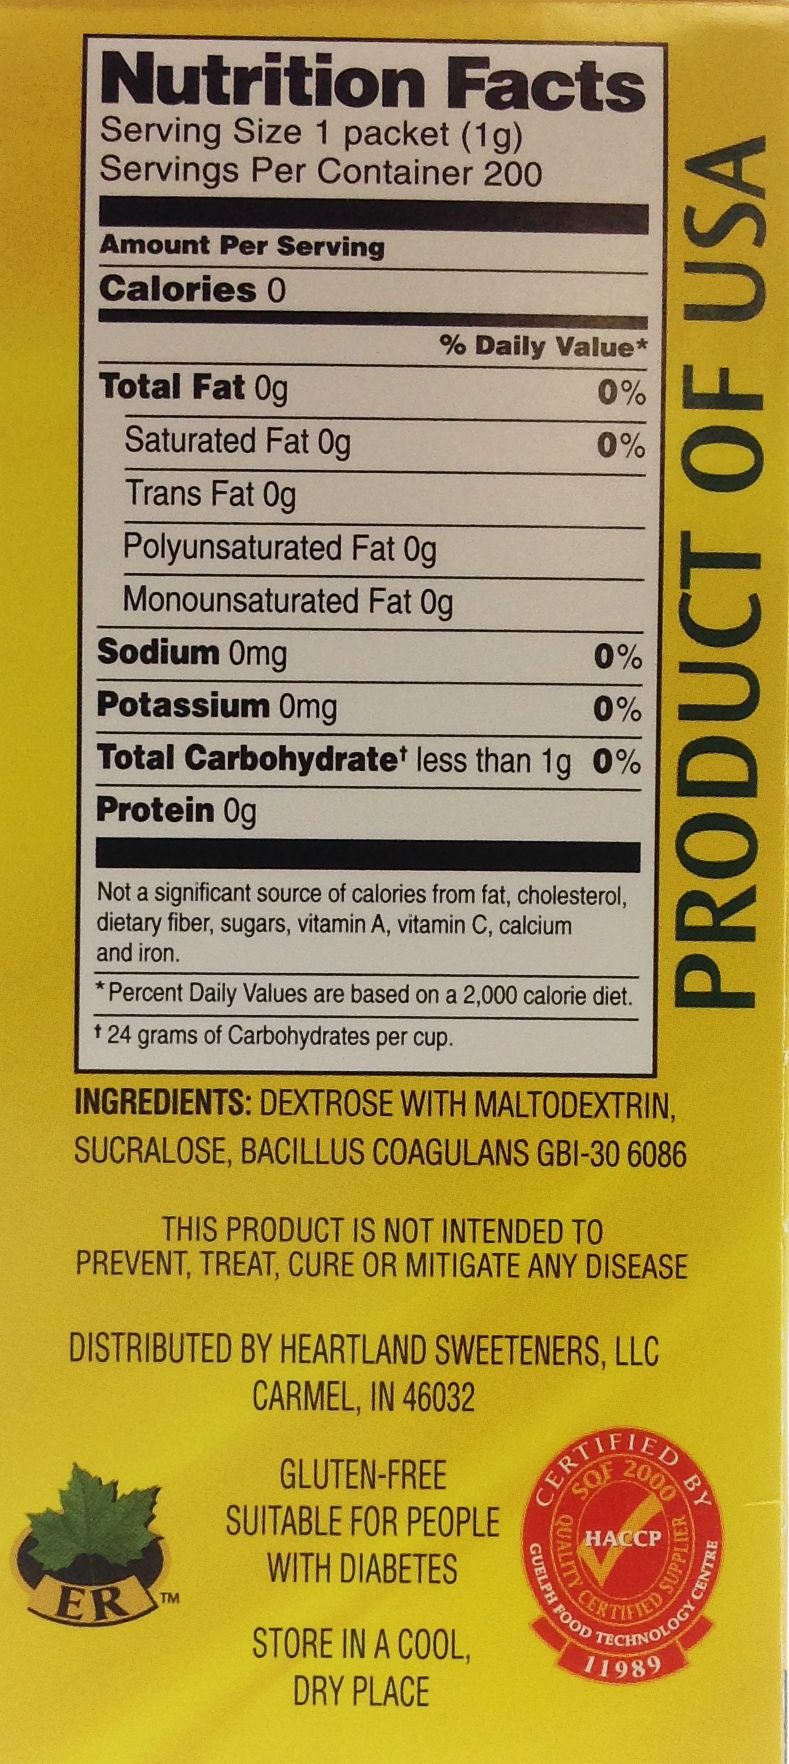 Nutrition Facts
Serving Size 1 packet (1g)
Servings Per Container 200
Amount Per Serving
Calories 0
% Daily Value*
Total Fat 0g 0%
Saturated Fat 0g 0%
Trans Fat 0g
Polyunsaturated Fat 0g
Monounsaturated Fat 0g
Sodium 0mg 0%
Potassium 0mg 0%
Total Carbohydrate† less than 1g 0%
Protein 0g
Not a significant source of calories from fat, cholesterol,
dietary fiber, sugars, vitamin A, vitamin C, calcium
and iron.
* Percent Daily Values are based on a 2,000 calorie diet.
† 24 grams of Carbohydrates per cup.
PRODUCT OF USA
INGREDIENTS: DEXTROSE WITH MALTODEXTRIN,
SUCRALOSE, BACILLUS COAGULANS GBI-30 6086
THIS PRODUCT IS NOT INTENDED TO
PREVENT, TREAT, CURE OR MITIGATE ANY DISEASE
DISTRIBUTED BY HEARTLAND SWEETENERS, LLC
CARMEL, IN 46032
ER ™
GLUTEN-FREE
SUITABLE FOR PEOPLE
WITH DIABETES
STORE IN A COOL,
DRY PLACE
CERTIFIED BY
SQF 2000
HACCP
QUALITY CERTIFIED SUPPLIER
GUELPH FOOD TECHNOLOGY CENTRE
11989